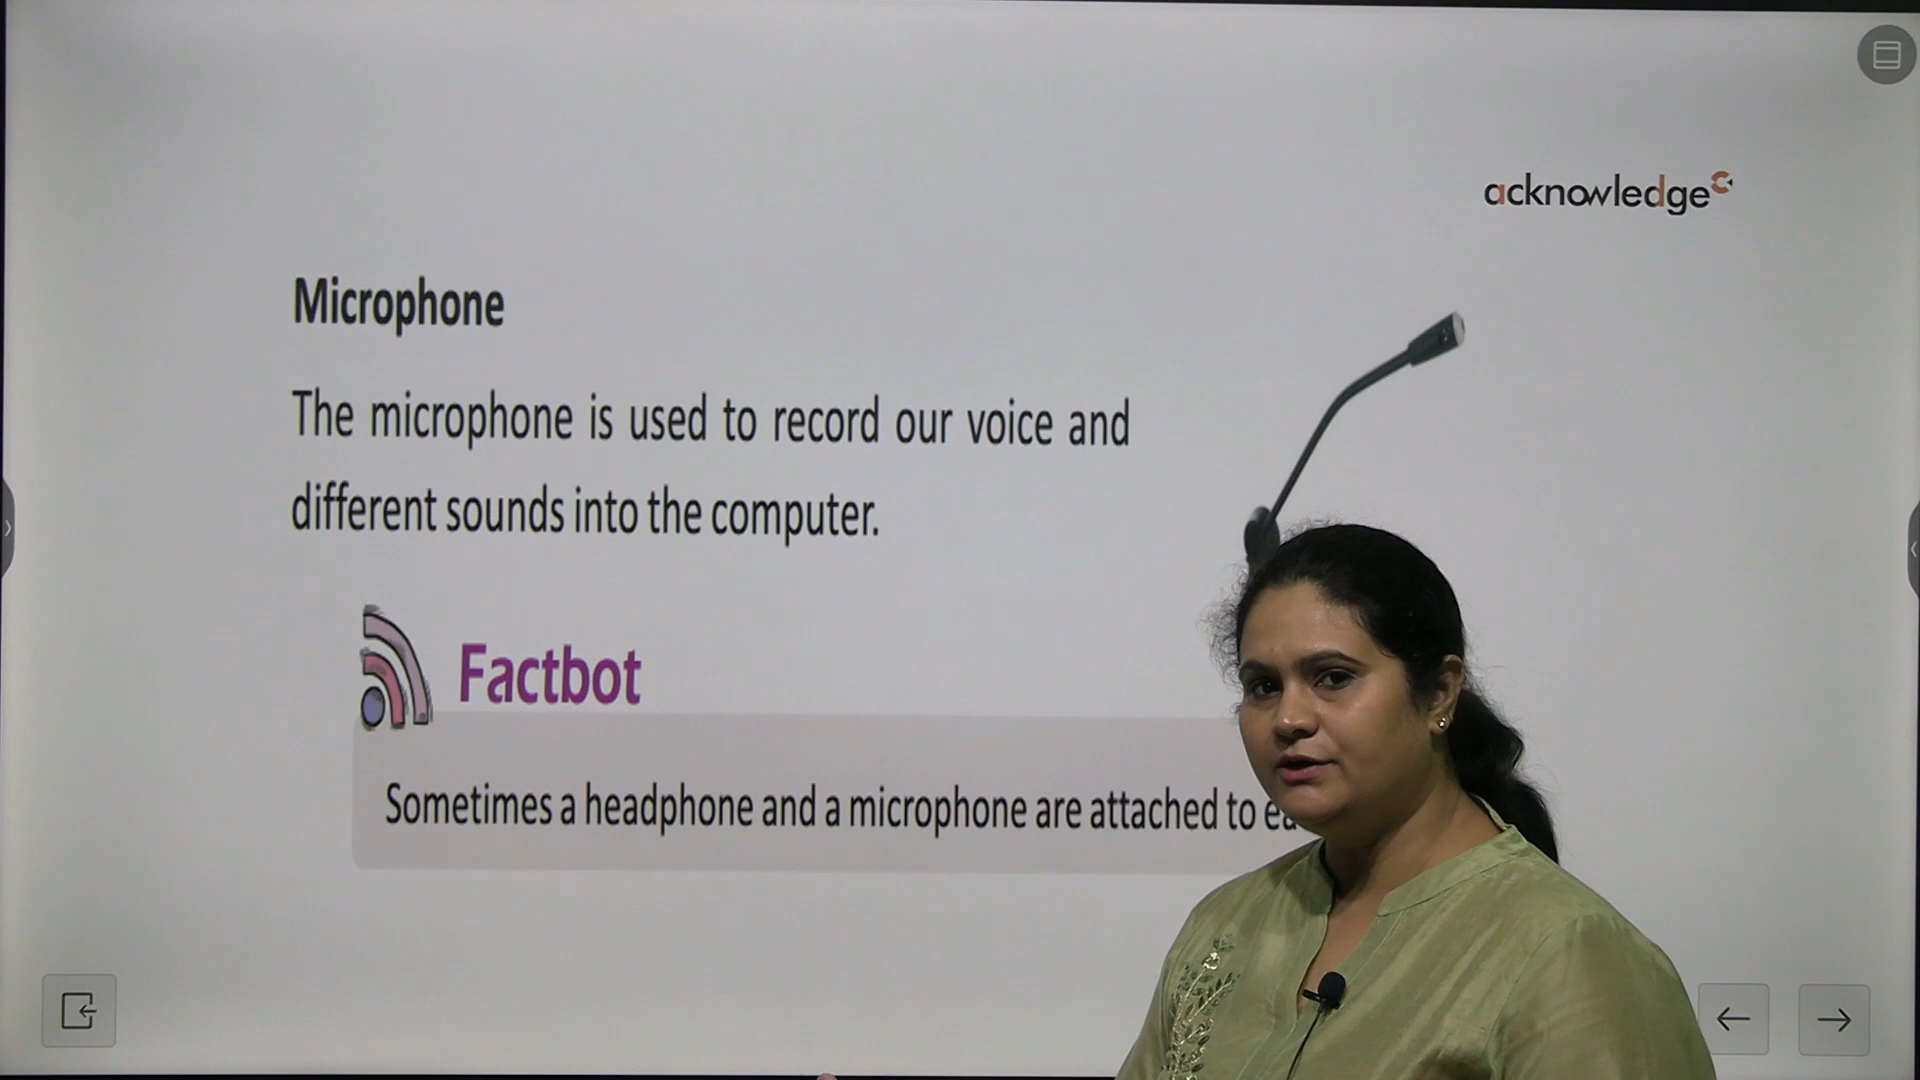 acknowledge
Microphone
The microphone is used to record our voice and
different sounds into the computer.
Factbot
Sometimes a headphone and a microphone are attached to